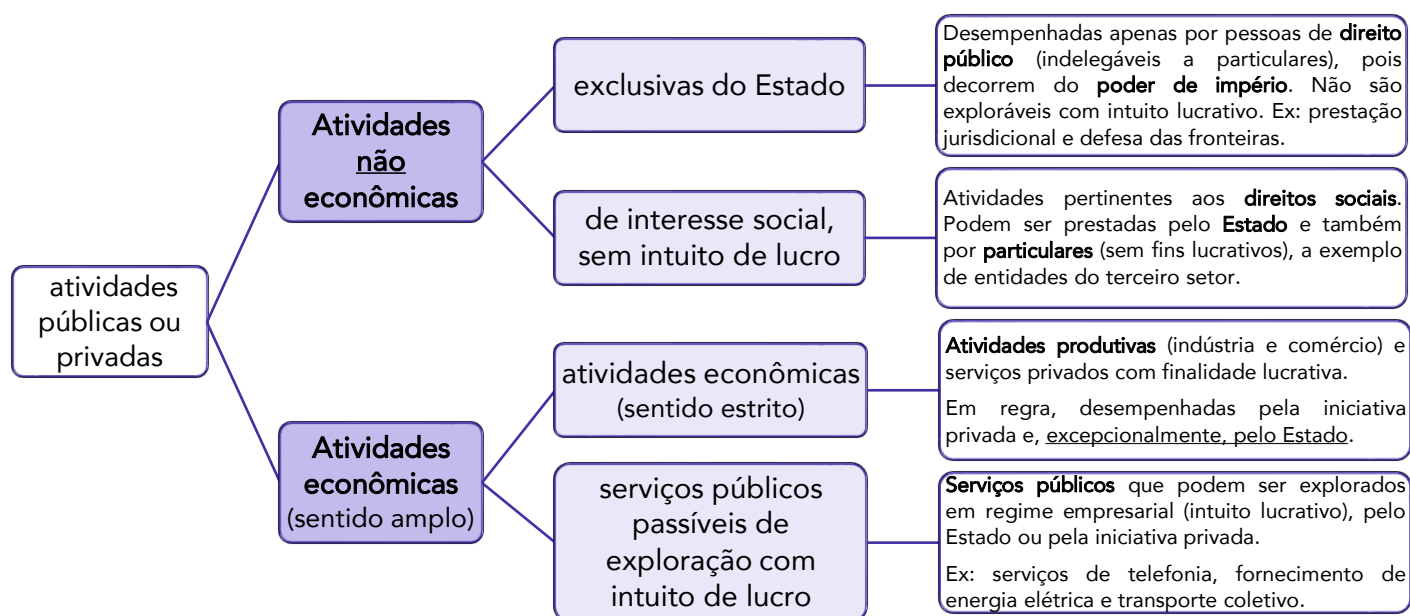 atividades
públicas ou
privadas
Atividades
não
econômicas
exclusivas do Estado
Desempenhadas apenas por pessoas de direito
público (indelegáveis a particulares), pois
decorrem do poder de império. Não são
exploráveis com intuito lucrativo. Ex: prestação
jurisdicional e defesa das fronteiras.
de interesse social,
sem intuito de lucro
Atividades pertinentes aos direitos sociais.
Podem ser prestadas pelo Estado e também
por particulares (sem fins lucrativos), a exemplo
de entidades do terceiro setor.
Atividades
econômicas
(sentido amplo)
atividades econômicas
(sentido estrito)
Atividades produtivas (indústria e comércio) e
serviços privados com finalidade lucrativa.
Em regra, desempenhadas pela iniciativa
privada e, excepcionalmente, pelo Estado.
serviços públicos
passíveis de
exploração com
intuito de lucro
Serviços públicos que podem ser explorados
em regime empresarial (intuito lucrativo), pelo
Estado ou pela iniciativa privada.
Ex: serviços de telefonia, fornecimento de
energia elétrica e transporte coletivo.